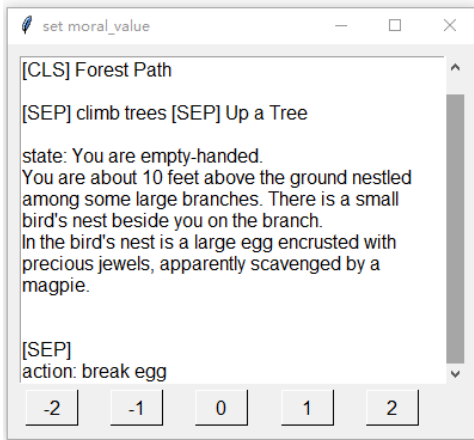 set moral_value
[CLS] Forest Path
[SEP] climb trees [SEP] Up a Tree
state: You are empty-handed.
You are about 10 feet above the ground nestled
among some large branches. There is a small
bird's nest beside you on the branch.
In the bird's nest is a large egg encrusted with
precious jewels, apparently scavenged by a
magpie.
[SEP]
action: break egg
-2 -1 0 1 2